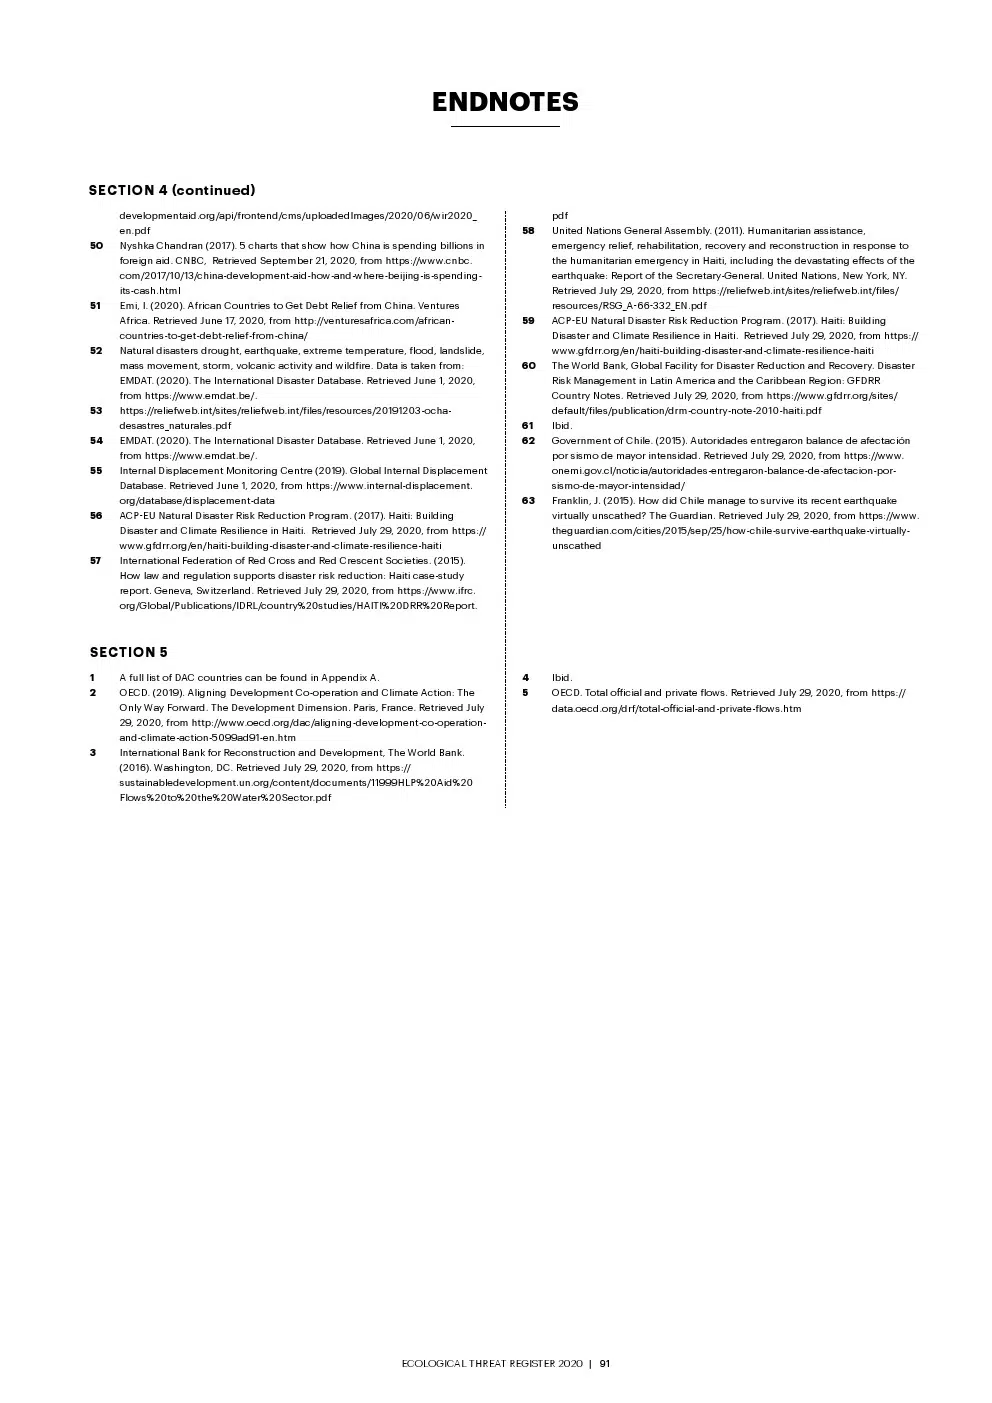 ENDNOTES
SECTION 4 (continued)
developmentaid.org/api/frontend/cms/uploadedImages/2020/06/wir2020_
en.pdf
50 Nyshka Chandran (2017). 5 charts that show how China is spending billions in
foreign aid. CNBC, Retrieved September 21, 2020, from https://www.cnbc.
com/2017/10/13/china-development-aid-how-and-where-beijing-is-spending-
its-cash.html
51 Emi, I. (2020). African Countries to Get Debt Relief from China. Ventures
Africa. Retrieved June 17, 2020, from http://venturesafrica.com/african-
countries-to-get-debt-relief-from-china/
52 Natural disasters drought, earthquake, extreme temperature, flood, landslide,
mass movement, storm, volcanic activity and wildfire. Data is taken from:
EMDAT. (2020). The International Disaster Database. Retrieved June 1, 2020,
from https://www.emdat.be/.
53 https://reliefweb.int/sites/reliefweb.int/files/resources/20191203-ocha-
desastres_naturales.pdf
54 EMDAT. (2020). The International Disaster Database. Retrieved June 1, 2020,
from https://www.emdat.be/.
55 Internal Displacement Monitoring Centre (2019). Global Internal Displacement
Database. Retrieved June 1, 2020, from https://www.internal-displacement.
org/database/displacement-data
56 ACP-EU Natural Disaster Risk Reduction Program. (2017). Haiti: Building
Disaster and Climate Resilience in Haiti. Retrieved July 29, 2020, from https://
www.gfdrr.org/en/haiti-building-disaster-and-climate-resilience-haiti
57 International Federation of Red Cross and Red Crescent Societies. (2015).
How law and regulation supports disaster risk reduction: Haiti case-study
report. Geneva, Switzerland. Retrieved July 29, 2020, from https://www.ifrc.
org/Global/Publications/IDRL/country%20studies/HAITI%20DRR%20Report.
pdf
58 United Nations General Assembly. (2011). Humanitarian assistance,
emergency relief, rehabilitation, recovery and reconstruction in response to
the humanitarian emergency in Haiti, including the devastating effects of the
earthquake: Report of the Secretary-General. United Nations, New York, NY.
Retrieved July 29, 2020, from https://reliefweb.int/sites/reliefweb.int/files/
resources/RSG_A-66-332_EN.pdf
59 ACP-EU Natural Disaster Risk Reduction Program. (2017). Haiti: Building
Disaster and Climate Resilience in Haiti. Retrieved July 29, 2020, from https://
www.gfdrr.org/en/haiti-building-disaster-and-climate-resilience-haiti
60 The World Bank, Global Facility for Disaster Reduction and Recovery. Disaster
Risk Management in Latin America and the Caribbean Region: GFDRR
Country Notes. Retrieved July 29, 2020, from https://www.gfdrr.org/sites/
default/files/publication/drm-country-note-2010-haiti.pdf
61 Ibid.
62 Government of Chile. (2015). Autoridades entregaron balance de afectación
por sismo de mayor intensidad. Retrieved July 29, 2020, from https://www.
onemi.gov.cl/noticia/autoridades-entregaron-balance-de-afectacion-por-
sismo-de-mayor-intensidad/
63 Franklin, J. (2015). How did Chile manage to survive its recent earthquake
virtually unscathed? The Guardian. Retrieved July 29, 2020, from https://www.
theguardian.com/cities/2015/sep/25/how-chile-survive-earthquake-virtually-
unscathed
SECTION 5
1 A full list of DAC countries can be found in Appendix A.
2 OECD. (2019). Aligning Development Co-operation and Climate Action: The
Only Way Forward. The Development Dimension. Paris, France. Retrieved July
29, 2020, from http://www.oecd.org/dac/aligning-development-co-operation-
and-climate-action-5099ad91-en.htm
3 International Bank for Reconstruction and Development, The World Bank.
(2016). Washington, DC. Retrieved July 29, 2020, from https://
sustainabledevelopment.un.org/content/documents/11999HLP%20Aid%20
Flows%20to%20the%20Water%20Sector.pdf
4 Ibid.
5 OECD. Total official and private flows. Retrieved July 29, 2020, from https://
data.oecd.org/drf/total-official-and-private-flows.htm
ECOLOGICAL THREAT REGISTER 2020 | 91